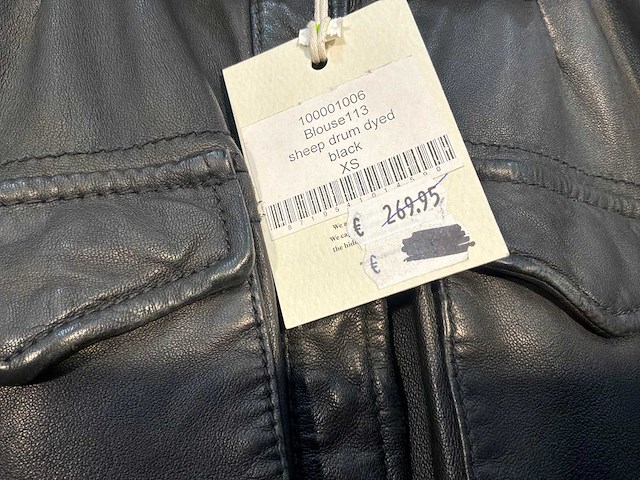 100001006
Blouse113
sheep drum dyed
black
XS
We
We
the hide
€ 269.95
€